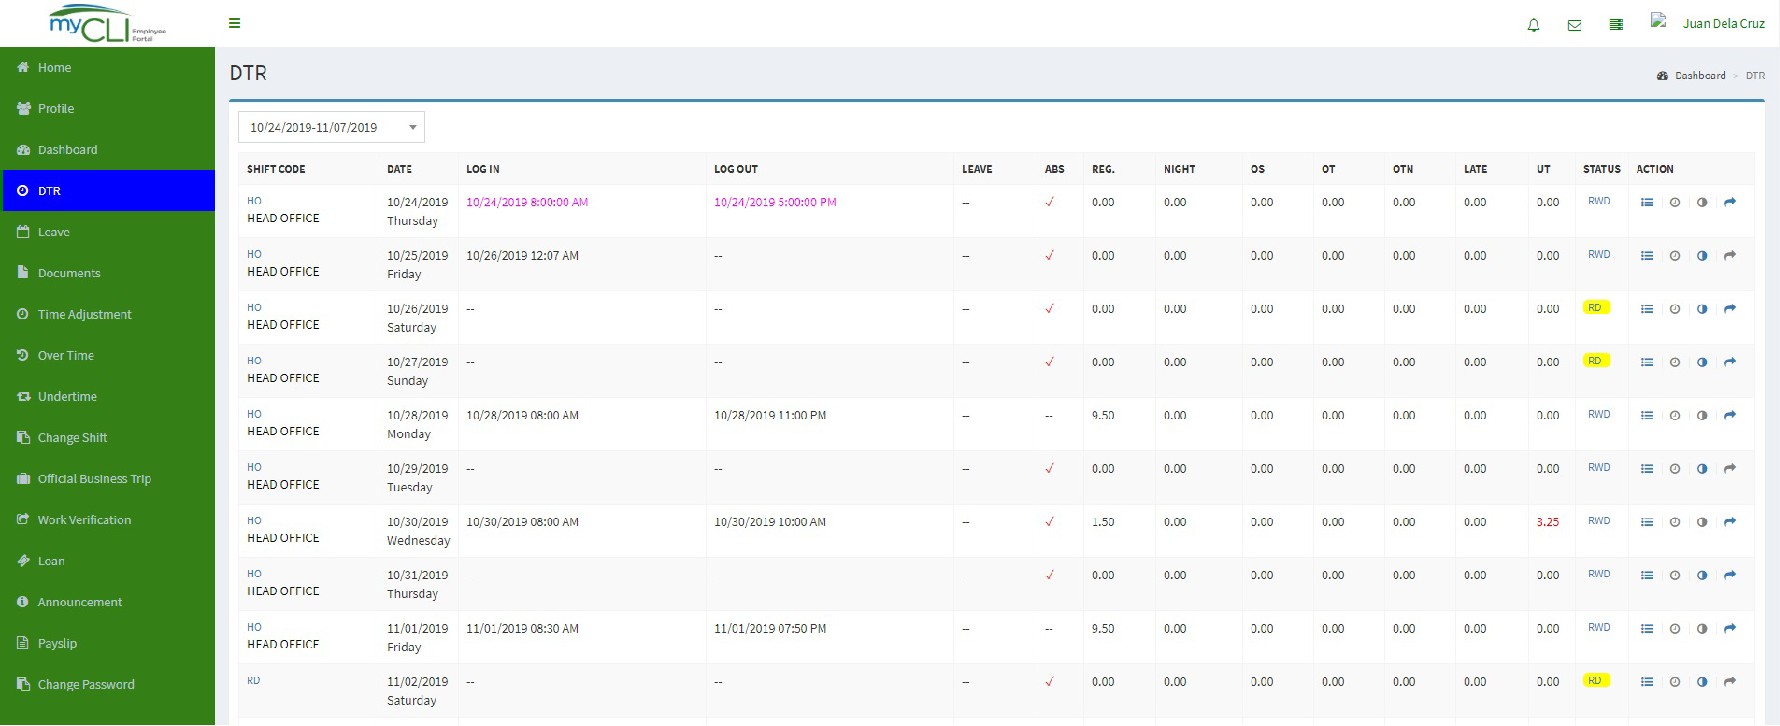 myCLI Employee Portal
Juan Dela Cruz
Home
Profile
Dashboard
DTR
Leave
Documents
Time Adjustment
Over Time
Undertime
Change Shift
Official Business Trip
Work Verification
Loan
Announcement
Payslip
Change Password
DTR
Dashboard > DTR
10/24/2019-11/07/2019
SHIFT CODE DATE LOG IN LOG OUT LEAVE ABS REG. NIGHT OS OT OTN LATE UT STATUS ACTION
HO 10/24/2019 10/24/2019 8:00:00 AM 10/24/2019 5:00:00 PM -- √ 0.00 0.00 0.00 0.00 0.00 0.00 0.00 RWD
HEAD OFFICE Thursday
HO 10/25/2019 10/26/2019 12:07 AM -- -- √ 0.00 0.00 0.00 0.00 0.00 0.00 0.00 RWD
HEAD OFFICE Friday
HO 10/26/2019 -- -- -- √ 0.00 0.00 0.00 0.00 0.00 0.00 0.00 RD
HEAD OFFICE Saturday
HO 10/27/2019 -- -- -- √ 0.00 0.00 0.00 0.00 0.00 0.00 0.00 RD
HEAD OFFICE Sunday
HO 10/28/2019 10/28/2019 08:00 AM 10/28/2019 11:00 PM -- -- 9.50 0.00 0.00 0.00 0.00 0.00 0.00 RWD
HEAD OFFICE Monday
HO 10/29/2019 -- -- -- √ 0.00 0.00 0.00 0.00 0.00 0.00 0.00 RWD
HEAD OFFICE Tuesday
HO 10/30/2019 10/30/2019 08:00 AM 10/30/2019 10:00 AM -- √ 1.50 0.00 0.00 0.00 0.00 0.00 3.25 RWD
HEAD OFFICE Wednesday
HO 10/31/2019 √ 0.00 0.00 0.00 0.00 0.00 0.00 0.00 RWD
HEAD OFFICE Thursday
HO 11/01/2019 11/01/2019 08:30 AM 11/01/2019 07:50 PM -- -- 9.50 0.00 0.00 0.00 0.00 0.00 0.00 RWD
HEAD OFFICE Friday
RD 11/02/2019 -- -- -- √ 0.00 0.00 0.00 0.00 0.00 0.00 0.00 RD
Saturday